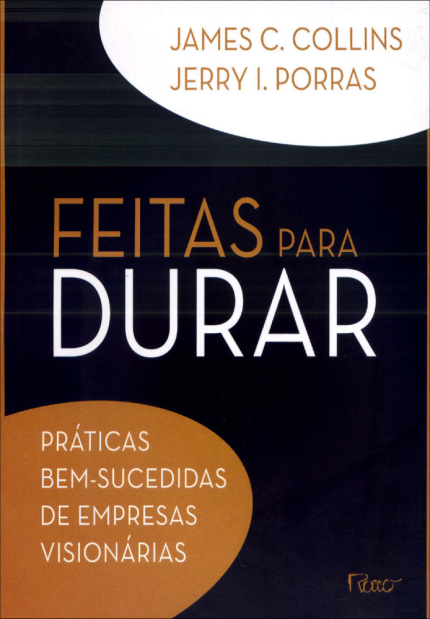 JAMES C. COLLINS
JERRY I. PORRAS
FEITAS PARA
DURAR
PRÁTICAS
BEM-SUCEDIDAS
DE EMPRESAS
VISIONÁRIAS
Rocco